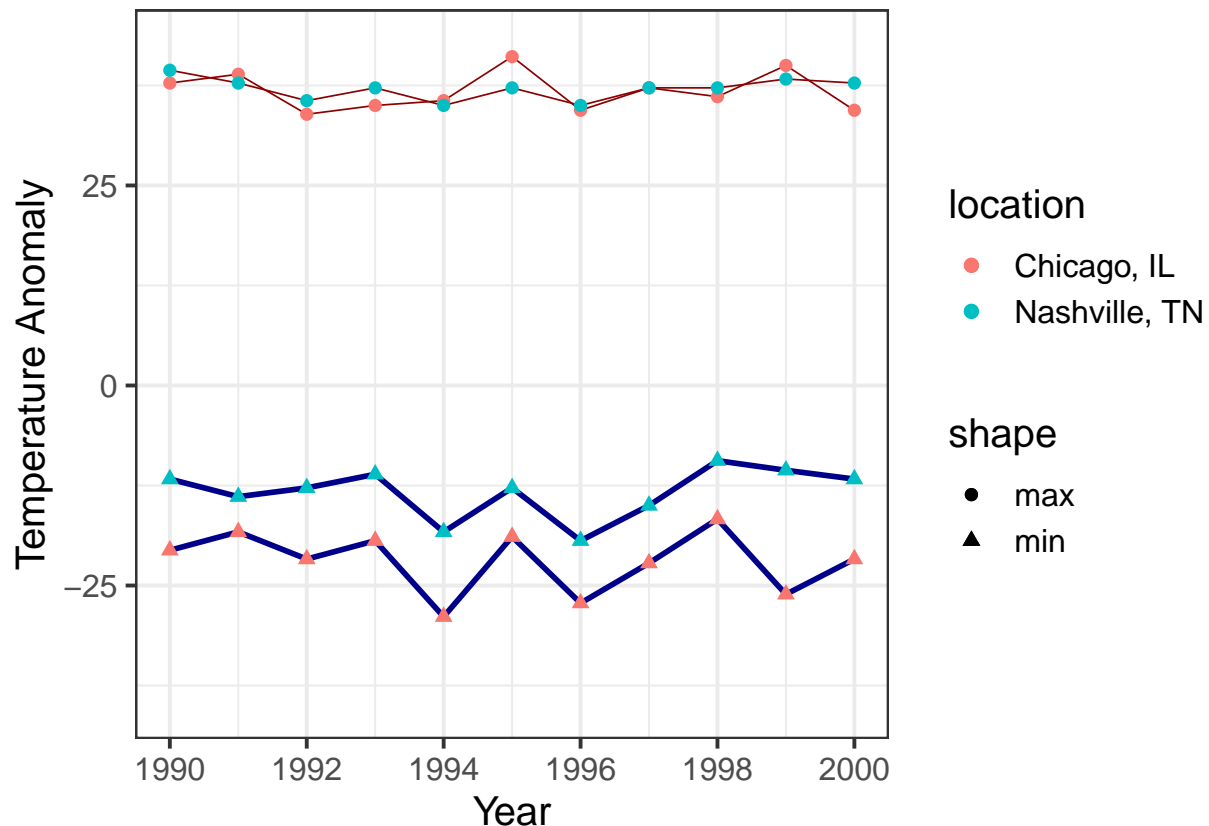 Temperature Anomaly
25
0
−25
1990 1992 1994 1996 1998 2000
Year
location
Chicago, IL
Nashville, TN
shape
max
min